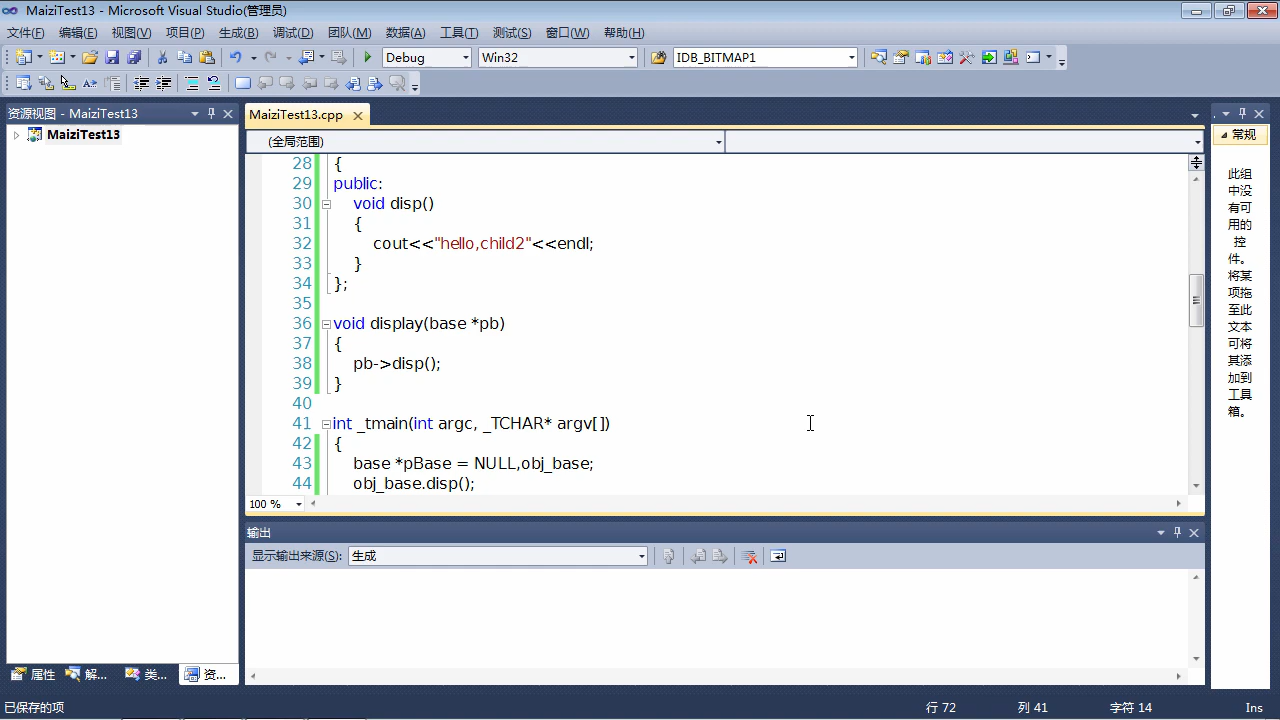 MaiziTest13 - Microsoft Visual Studio(管理员)
文件(F) 编辑(E) 视图(V) 项目(P) 生成(B) 调试(D) 团队(M) 数据(A) 工具(T) 测试(S) 窗口(W) 帮助(H)
Debug Win32 IDB_BITMAP1
资源视图 - MaiziTest13
MaiziTest13
MaiziTest13.cpp
(全局范围)
28 {
29 public:
30 void disp()
31 {
32 cout<<"hello,child2"<<endl;
33 }
34 };
35
36 void display(base *pb)
37 {
38 pb->disp();
39 }
40
41 int _tmain(int argc, _TCHAR* argv[])
42 {
43 base *pBase = NULL,obj_base;
44 obj_base.disp();
100 %
输出
显示输出来源(S): 生成
. 
常规
此组
中没
有可
用的
控
件。
将某
项拖
至此
文本
可将
其添
加到
工具
箱。
属性 解... 类... 资...
已保存的项 行 72 列 41 字符 14 Ins